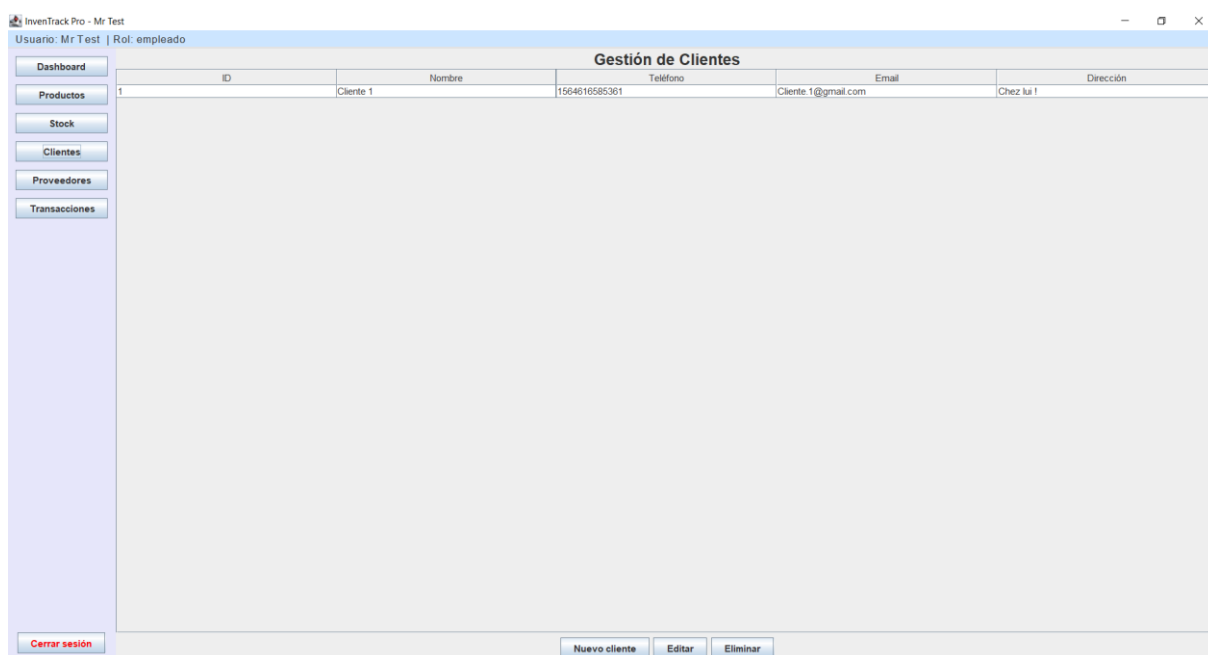 InvenTrack Pro - Mr Test
Usuario: Mr Test | Rol: empleado
Dashboard
Productos
Stock
Clientes
Proveedores
Transacciones
Cerrar sesión
Gestión de Clientes
ID Nombre Teléfono Email Dirección
1 Cliente 1 1564616585361 Cliente.1@gmail.com Chez lui !
Nuevo cliente Editar Eliminar